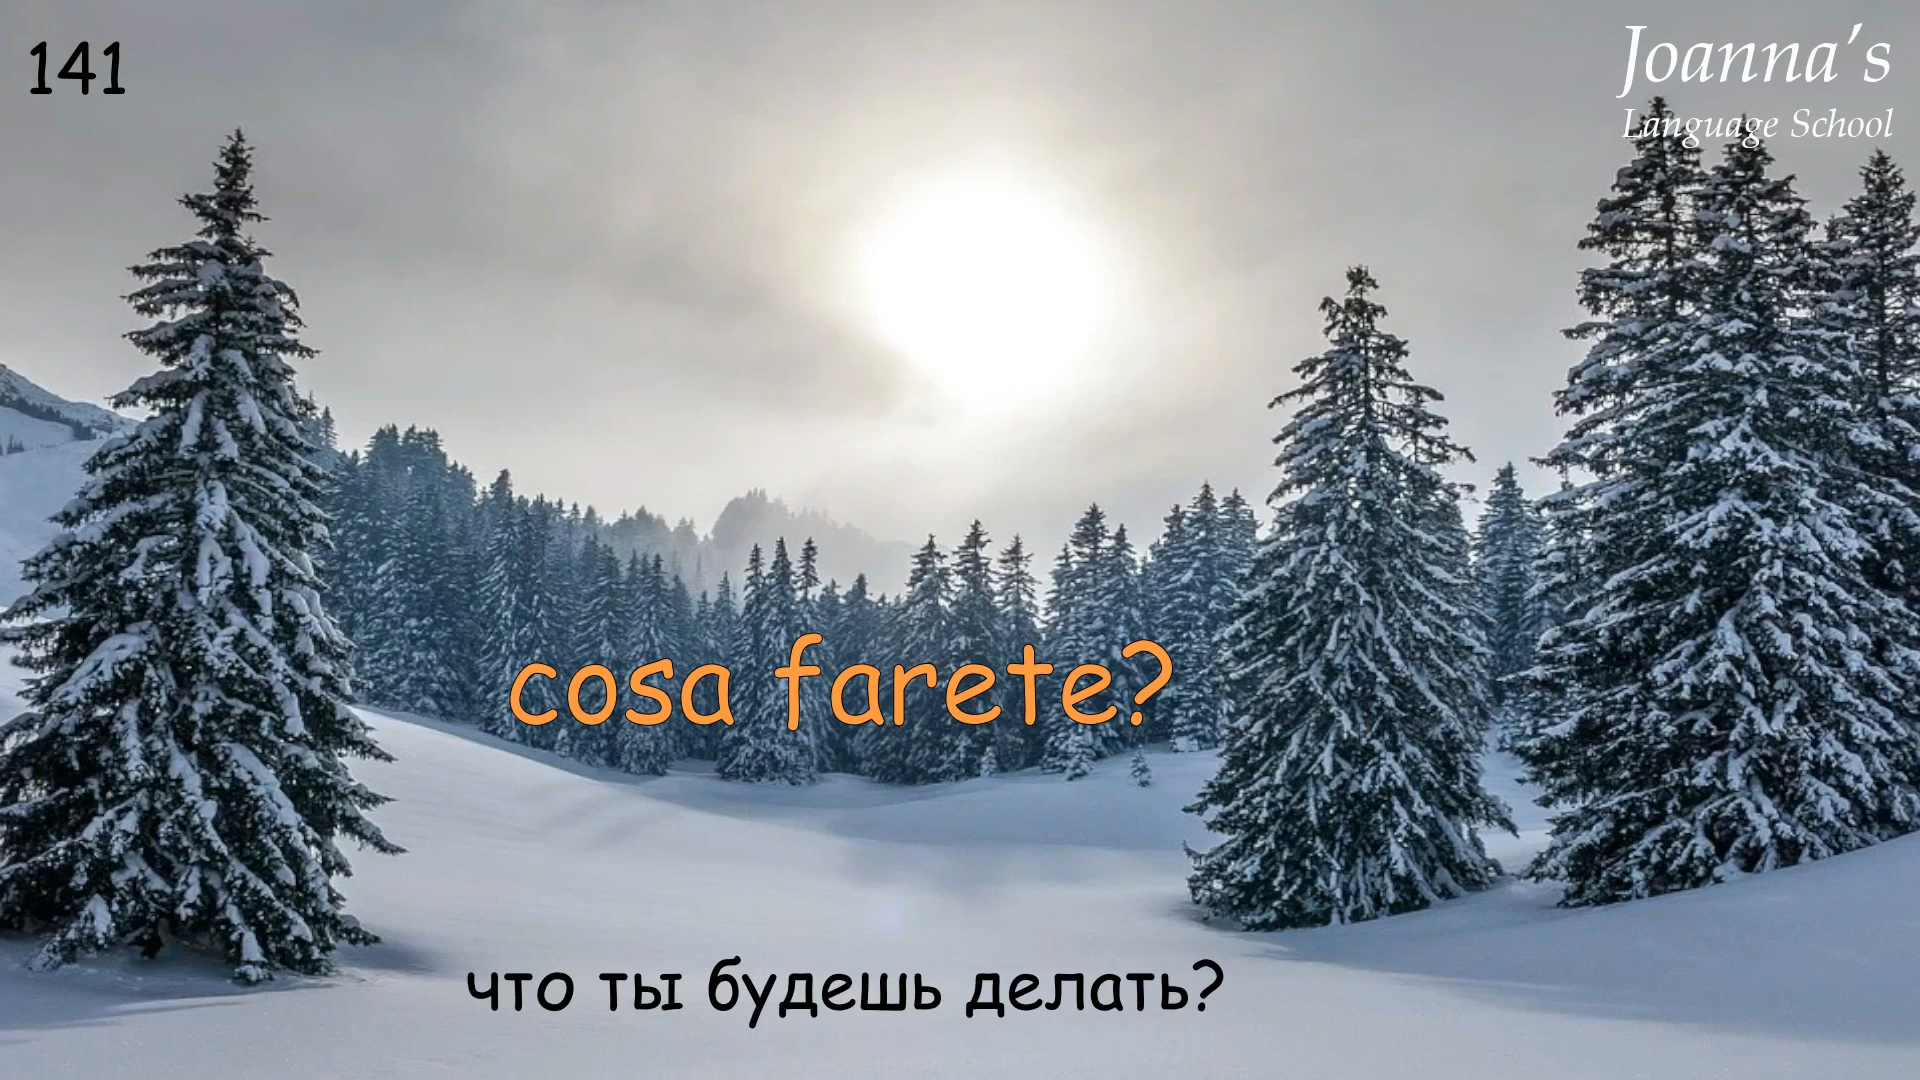 141
Joanna's
Language School
cosa farete?
что ты будешь делать?